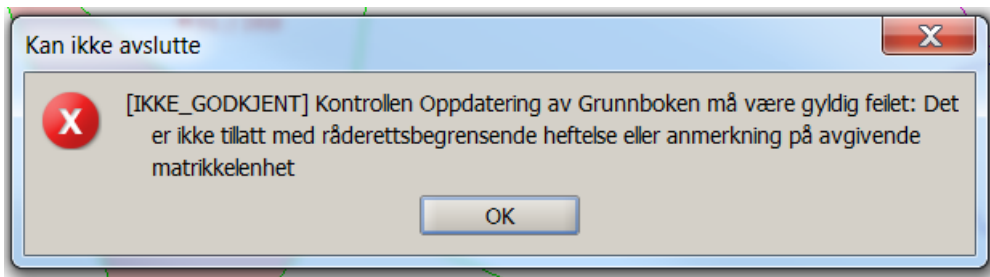 Kan ikke avslutte
[IKKE_GODKJENT] Kontrollen Oppdatering av Grunnboken må være gyldig feilet: Det
er ikke tillatt med råderettsbegrensende heftelse eller anmerkning på avgivende
matrikkelenhet
OK